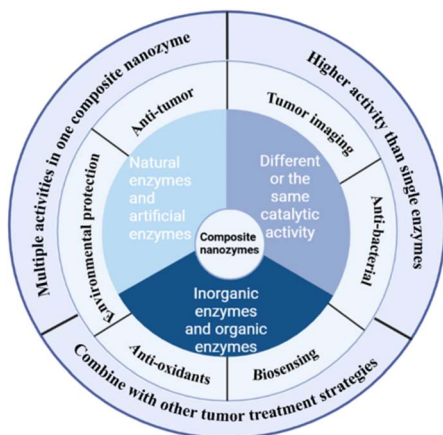 Multiple activities in one composite nanozyme
Higher activity than single enzymes
Combine with other tumor treatment strategies
Anti-tumor
Tumor imaging
Anti-bacterial
Biosensing
Anti-oxidants
Environmental protection
Natural
enzymes
and
artificial
enzymes
Different
or the
same
catalytic
activity
Inorganic
enzymes
and organic
enzymes
Composite
nanozymes